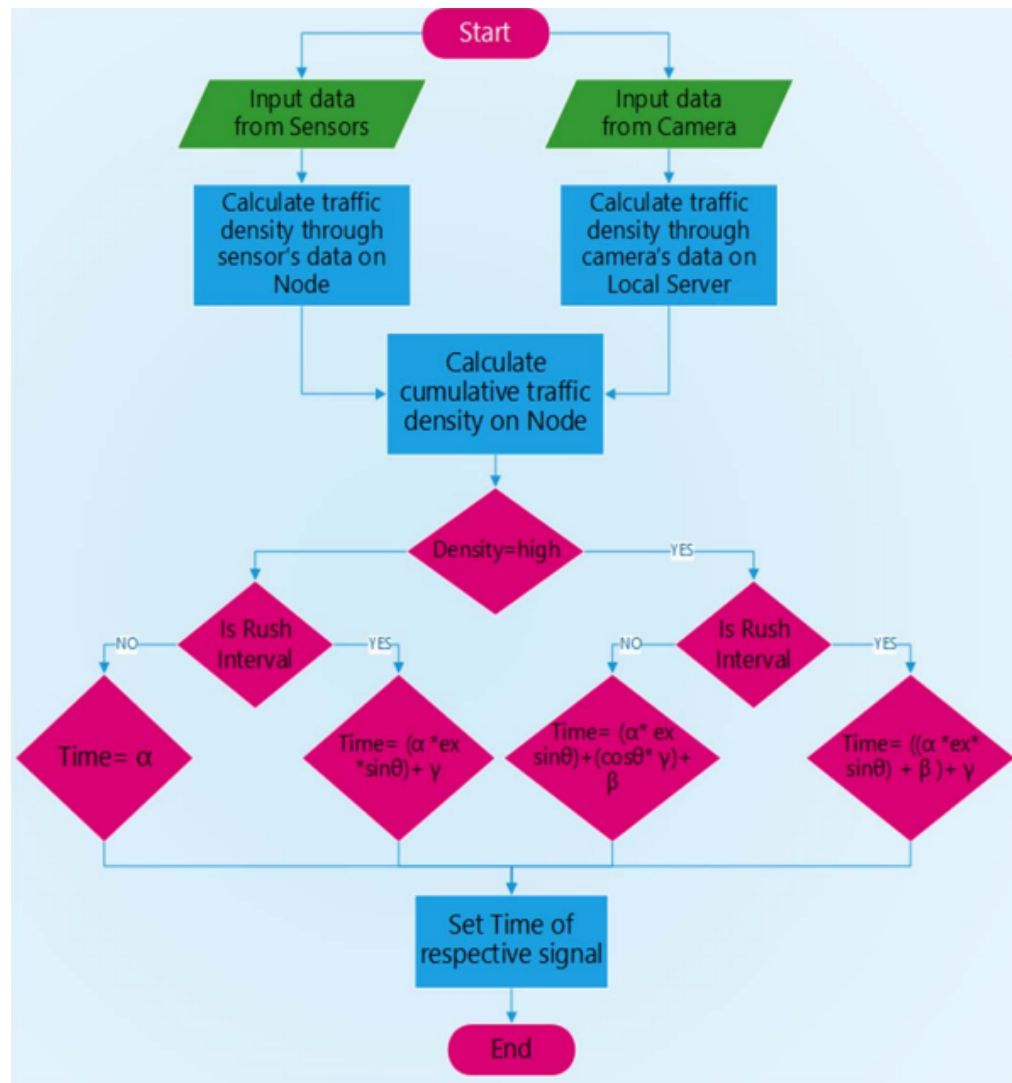 Start
Input data
from Sensors
Input data
from Camera
Calculate traffic
density through
sensor's data on
Node
Calculate traffic
density through
camera's data on
Local Server
Calculate
cumulative traffic
density on Node
Density=high
YES
Is Rush
Interval
Is Rush
Interval
NO
YES
NO
YES
Time= α
Time= (α *ex
*sinθ)+ γ
Time= (α* ex
sinθ)+(cosθ* γ)+
β
Time= ((α *ex*
sinθ) + β )+ γ
Set Time of
respective signal
End